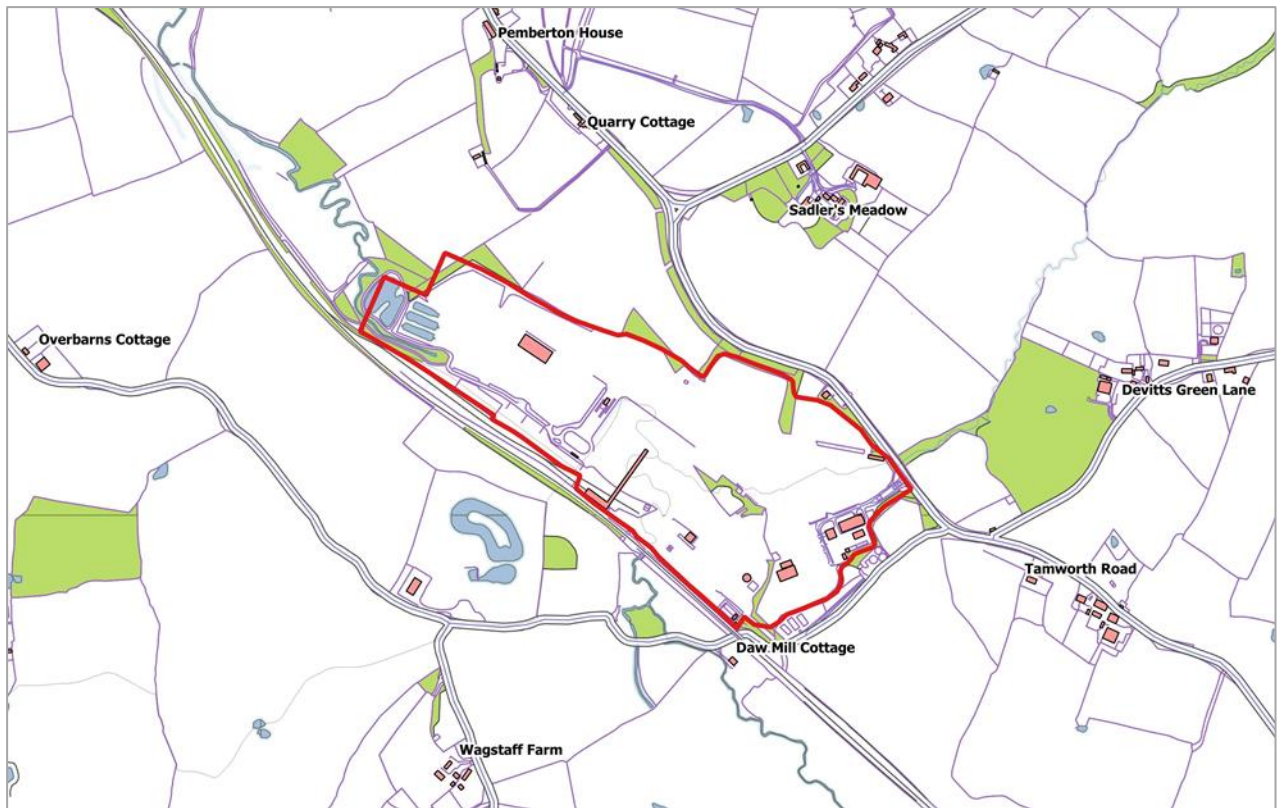 Pemberton House
Quarry Cottage
Sadler's Meadow
Overbarns Cottage
Devitts Green Lane
Tamworth Road
Daw Mill Cottage
Wagstaff Farm